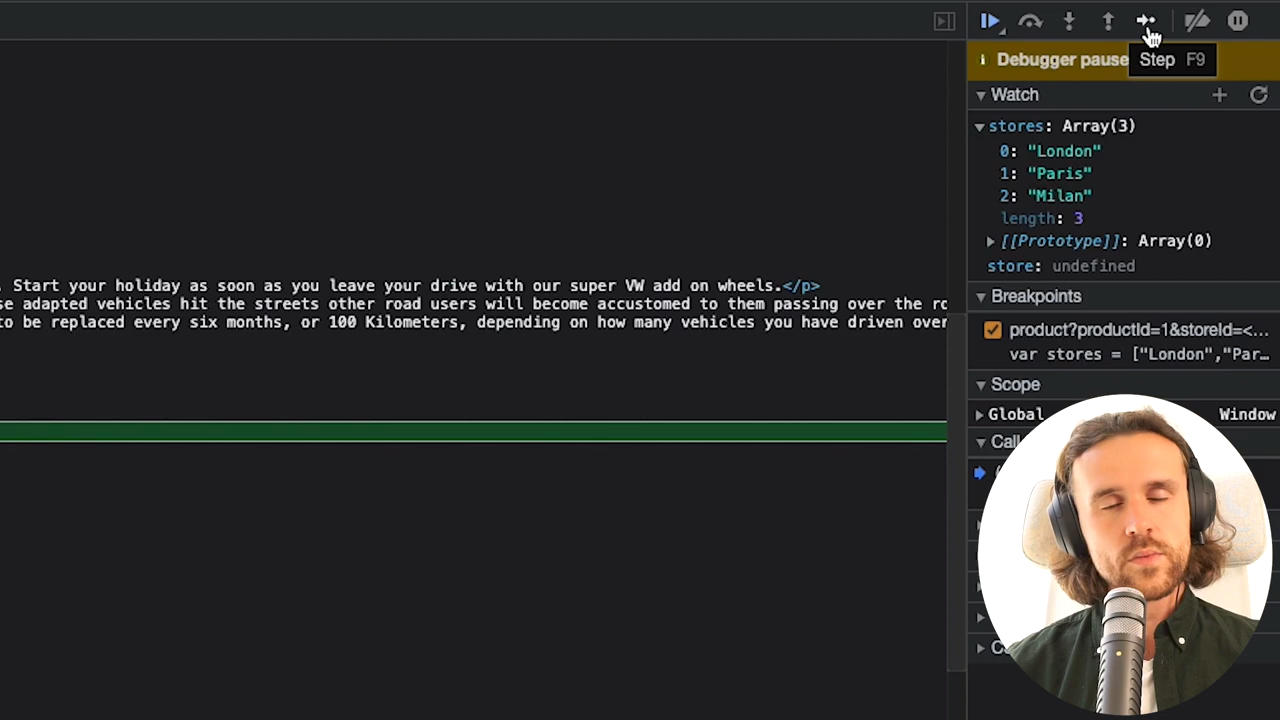 Debugger pause
Step F9
Watch
stores: Array(3)
0: "London"
1: "Paris"
2: "Milan"
length: 3
[[Prototype]]: Array(0)
store: undefined
. Start your holiday as soon as you leave your drive with our super VW add on wheels.</p>
se adapted vehicles hit the streets other road users will become accustomed to them passing over the ro
to be replaced every six months, or 100 Kilometers, depending on how many vehicles you have driven over
Breakpoints
product?productId=1&storeId=<…
var stores = ["London","Par…
Scope
Global Window
Call